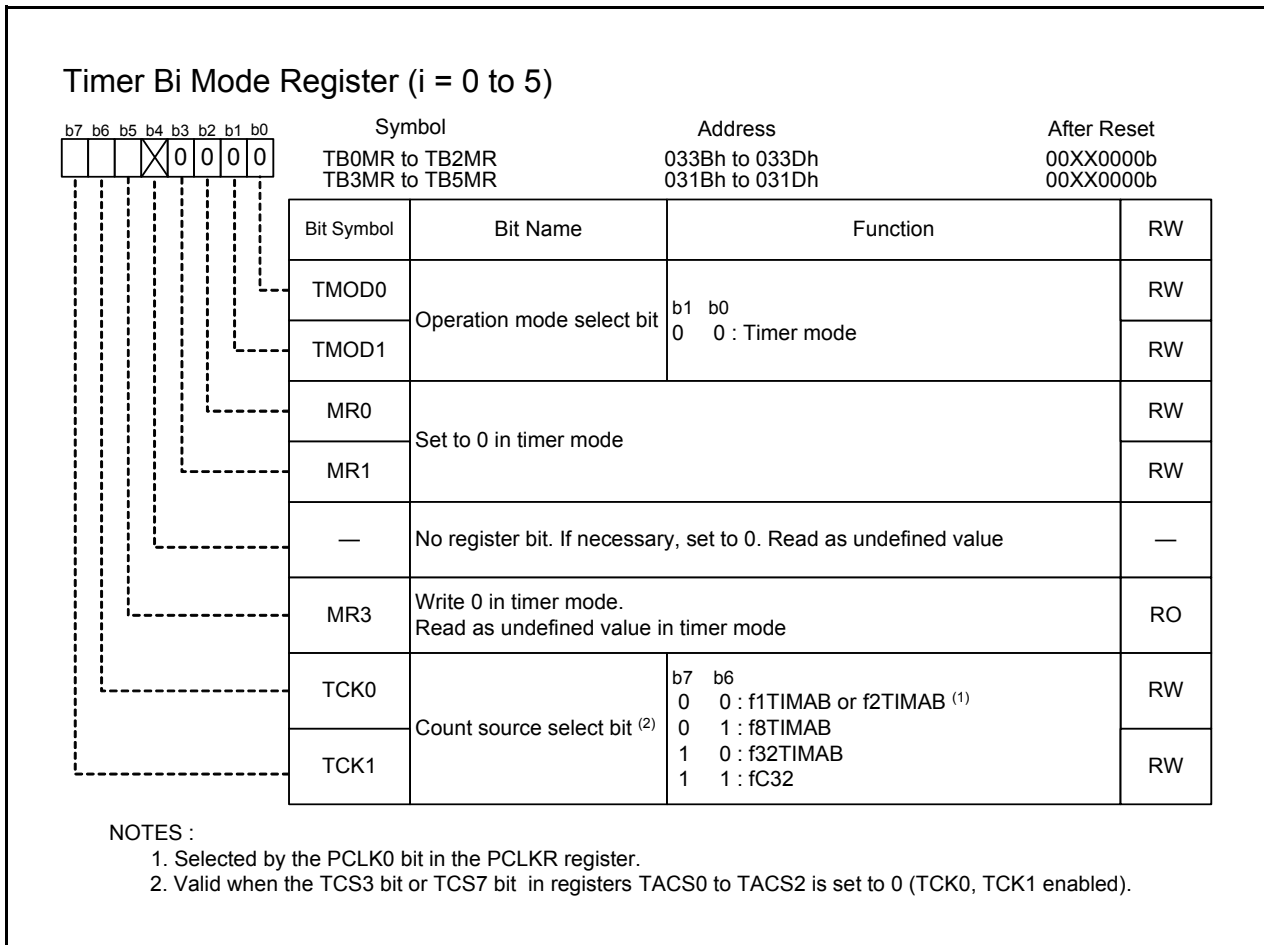 Timer Bi Mode Register (i = 0 to 5)
b7 b6 b5 b4 b3 b2 b1 b0
0 0 0 0
Symbol Address After Reset
TB0MR to TB2MR 033Bh to 033Dh 00XX0000b
TB3MR to TB5MR 031Bh to 031Dh 00XX0000b
Bit Symbol Bit Name Function RW
TMOD0 RW
Operation mode select bit
b1 b0
0 0 : Timer mode
TMOD1 RW
MR0 RW
Set to 0 in timer mode
MR1 RW
— No register bit. If necessary, set to 0. Read as undefined value —
MR3 RO
Write 0 in timer mode.
Read as undefined value in timer mode
TCK0 RW
Count source select bit (2)
b7 b6
0 0 : f1TIMAB or f2TIMAB (1)
0 1 : f8TIMAB
1 0 : f32TIMAB
1 1 : fC32
TCK1 RW
NOTES :
1. Selected by the PCLK0 bit in the PCLKR register.
2. Valid when the TCS3 bit or TCS7 bit in registers TACS0 to TACS2 is set to 0 (TCK0, TCK1 enabled).